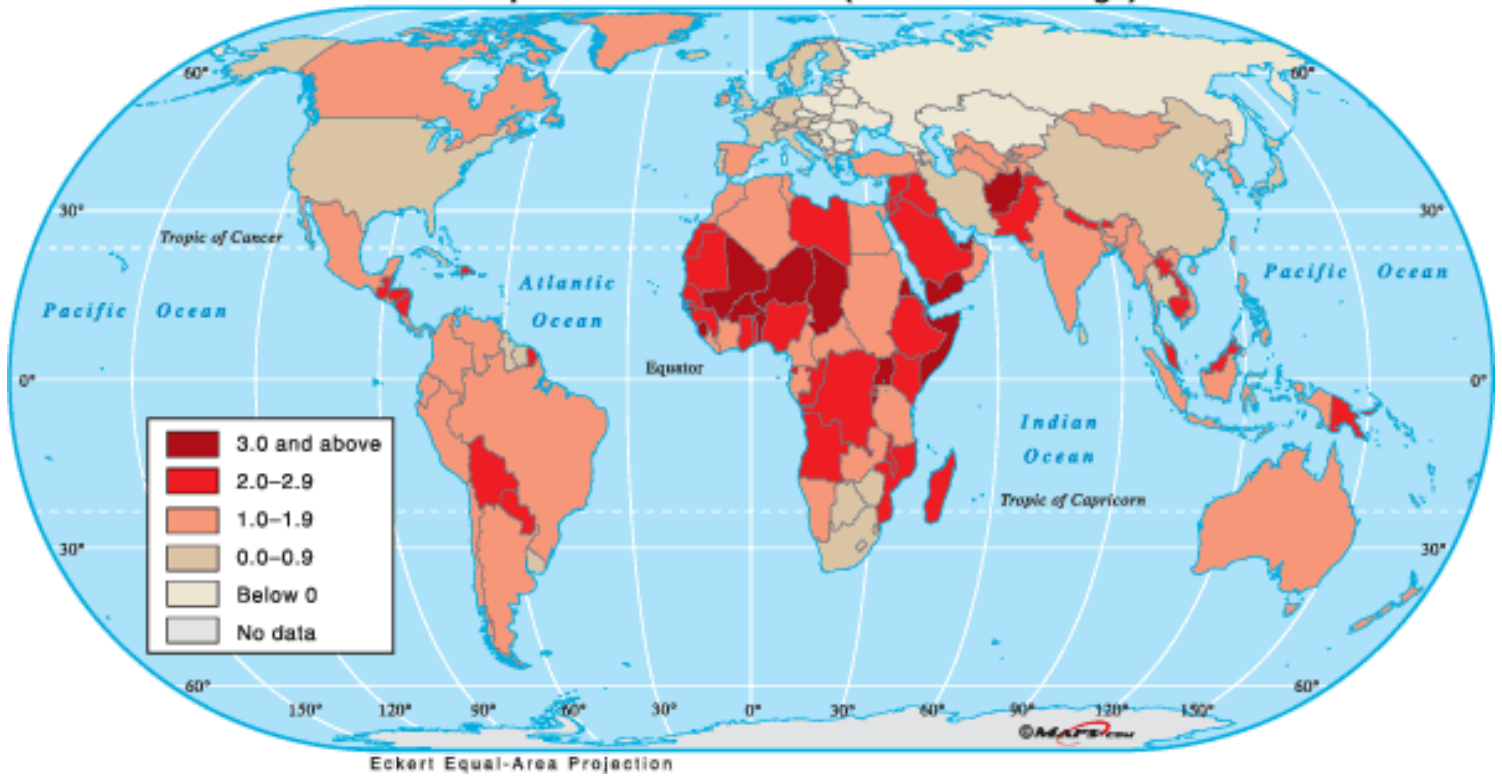 60°
60°
30°
Tropic of Cancer
30°
Pacific Ocean
Atlantic
Ocean
Pacific Ocean
Equator
0°
0°
Indian
Ocean
Tropic of Capricorn
3.0 and above
2.0–2.9
1.0–1.9
0.0–0.9
Below 0
No data
30°
30°
60°
60°
150° 120° 90° 60° 30° 0° 30° 60° 90° 120° 150°
©MAPS.COM
Eckert Equal-Area Projection